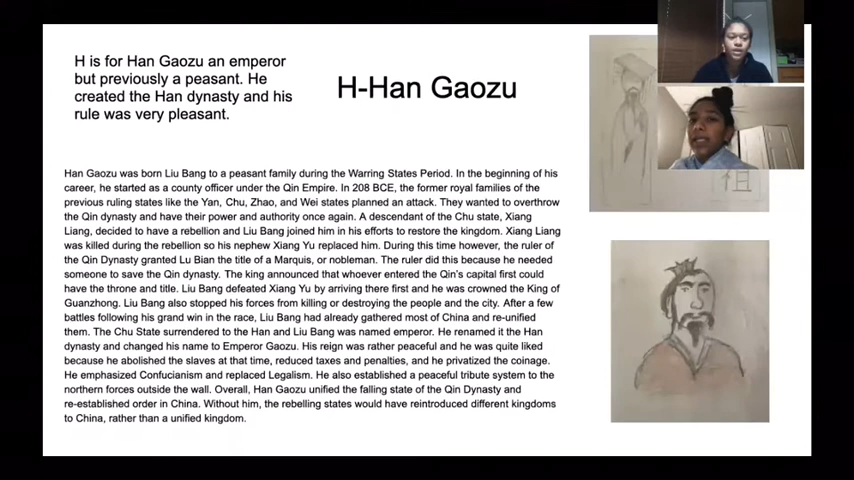 H is for Han Gaozu an emperor
but previously a peasant. He
created the Han dynasty and his
rule was very pleasant.
H-Han Gaozu
Han Gaozu was born Liu Bang to a peasant family during the Warring States Period. In the beginning of his
career, he started as a county officer under the Qin Empire. In 208 BCE, the former royal families of the
previous ruling states like the Yan, Chu, Zhao, and Wei states planned an attack. They wanted to overthrow
the Qin dynasty and have their power and authority once again. A descendant of the Chu state, Xiang
Liang, decided to have a rebellion and Liu Bang joined him in his efforts to restore the kingdom. Xiang Liang
was killed during the rebellion so his nephew Xiang Yu replaced him. During this time however, the ruler of
the Qin Dynasty granted Lu Bian the title of a Marquis, or nobleman. The ruler did this because he needed
someone to save the Qin dynasty. The king announced that whoever entered the Qin's capital first could
have the throne and title. Liu Bang defeated Xiang Yu by arriving there first and he was crowned the King of
Guanzhong. Liu Bang also stopped his forces from killing or destroying the people and the city. After a few
battles following his grand win in the race, Liu Bang had already gathered most of China and re-unified
them. The Chu State surrendered to the Han and Liu Bang was named emperor. He renamed it the Han
dynasty and changed his name to Emperor Gaozu. His reign was rather peaceful and he was quite liked
because he abolished the slaves at that time, reduced taxes and penalties, and he privatized the coinage.
He emphasized Confucianism and replaced Legalism. He also established a peaceful tribute system to the
northern forces outside the wall. Overall, Han Gaozu unified the falling state of the Qin Dynasty and
re-established order in China. Without him, the rebelling states would have reintroduced different kingdoms
to China, rather than a unified kingdom.
祖